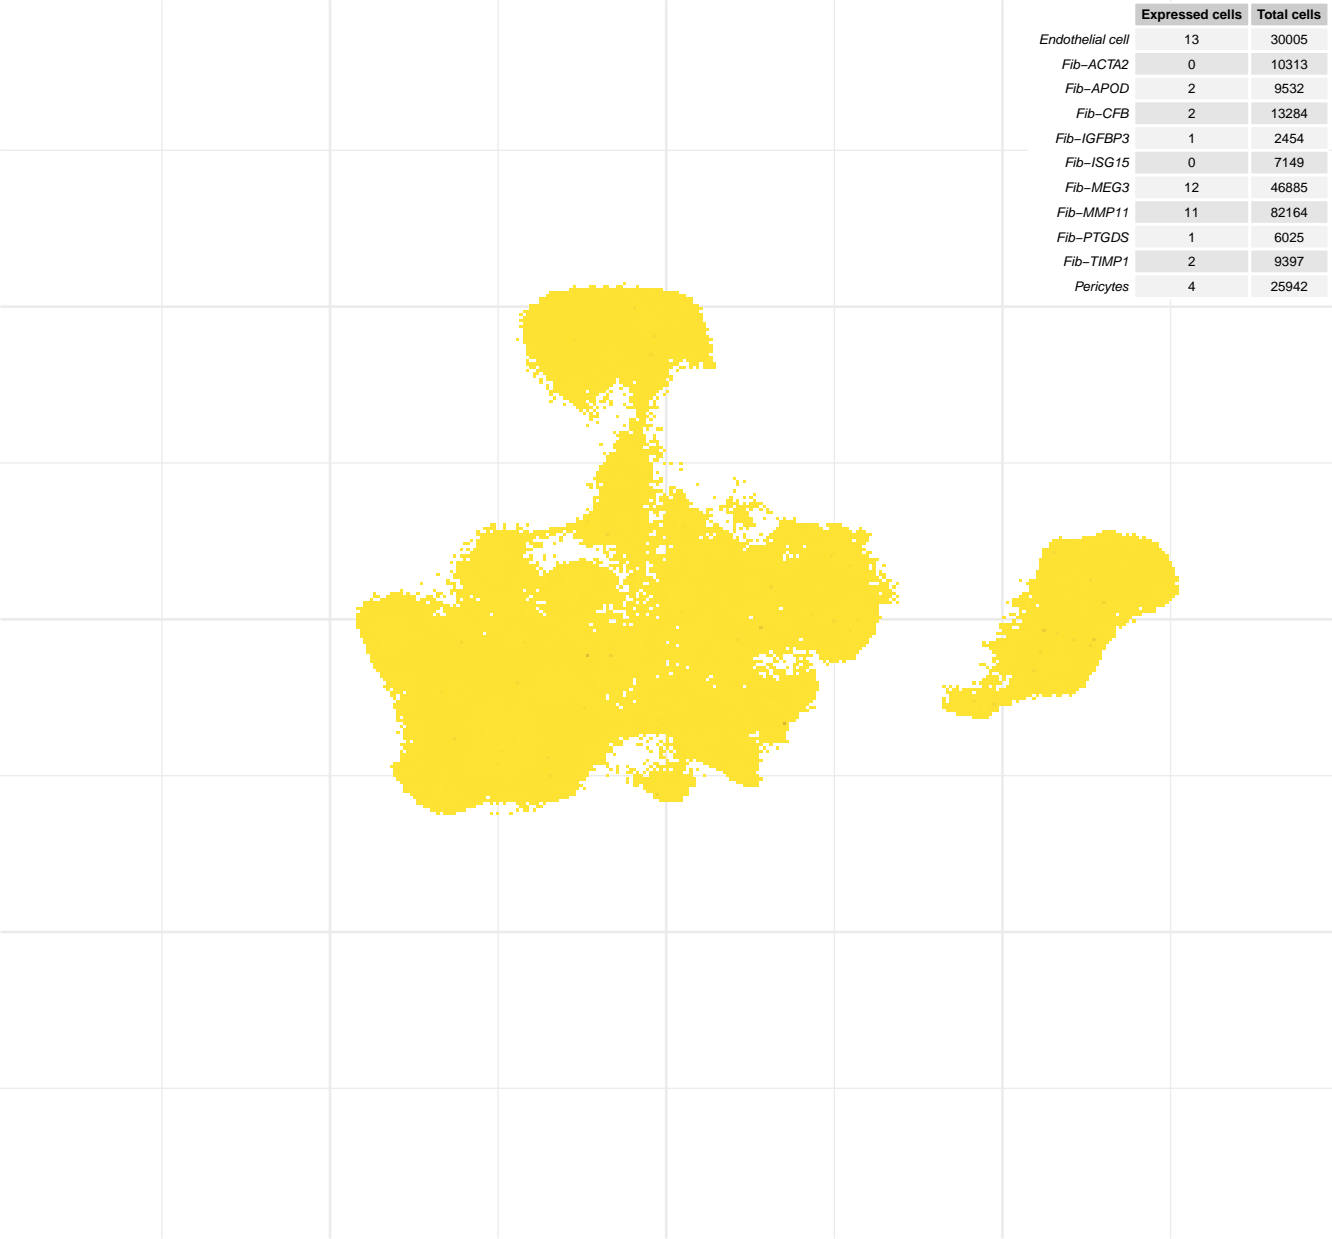 Expressed cells Total cells
Endothelial cell 13 30005
Fib−ACTA2 0 10313
Fib−APOD 2 9532
Fib−CFB 2 13284
Fib−IGFBP3 1 2454
Fib−ISG15 0 7149
Fib−MEG3 12 46885
Fib−MMP11 11 82164
Fib−PTGDS 1 6025
Fib−TIMP1 2 9397
Pericytes 4 25942